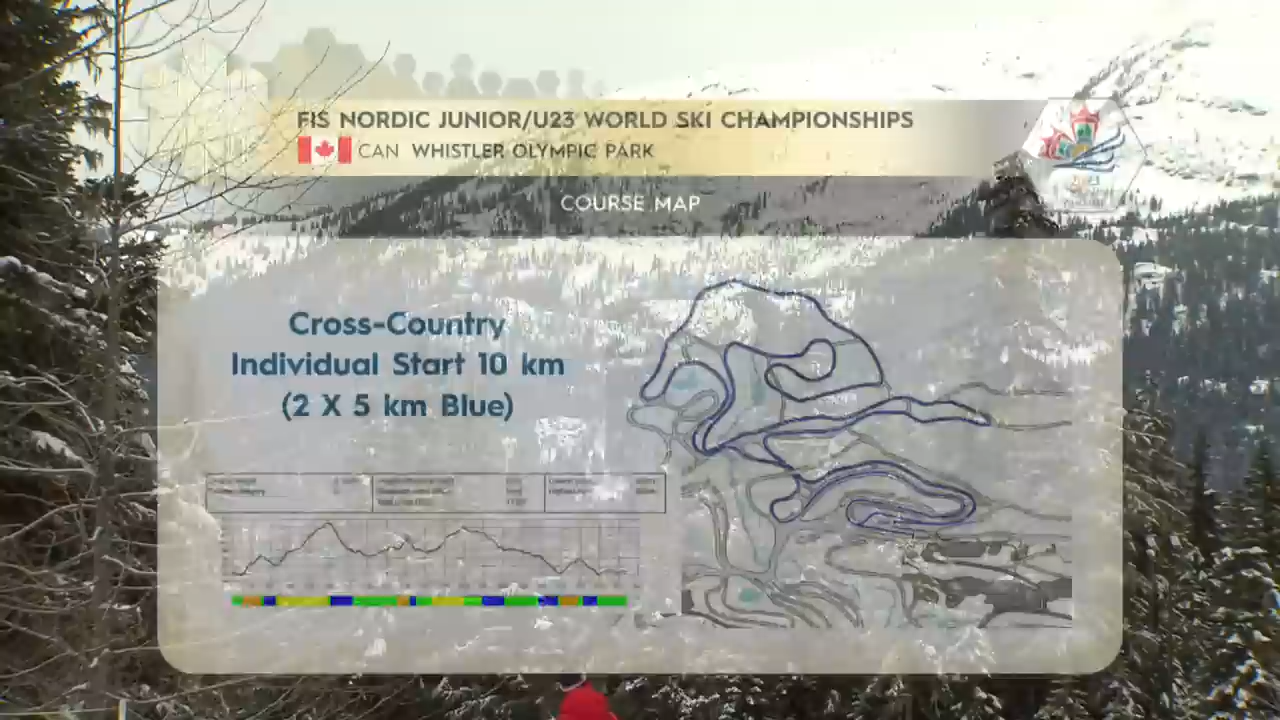 FIS NORDIC JUNIOR/U23 WORLD SKI CHAMPIONSHIPS
CAN WHISTLER OLYMPIC PARK
COURSE MAP
Cross-Country
Individual Start 10 km
(2 X 5 km Blue)